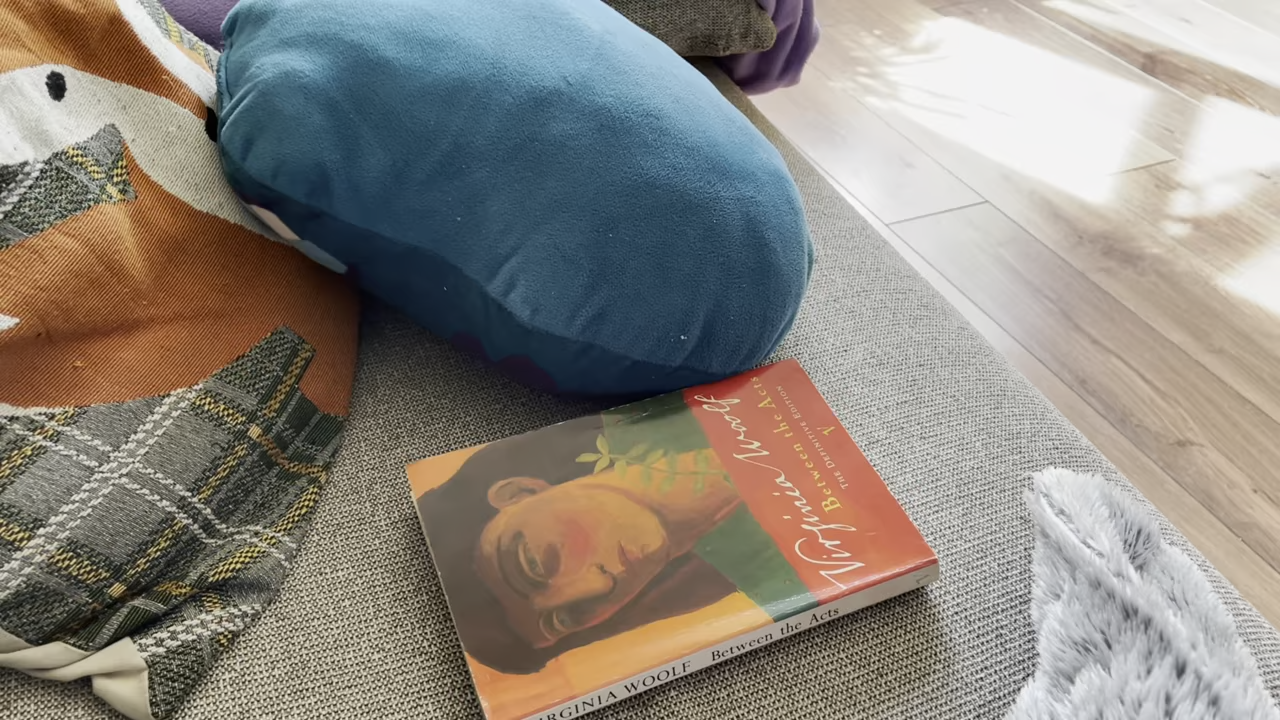 Virginia Woolf
Between the Acts
THE DEFINITIVE EDITION
V
VIRGINIA WOOLF Between the Acts